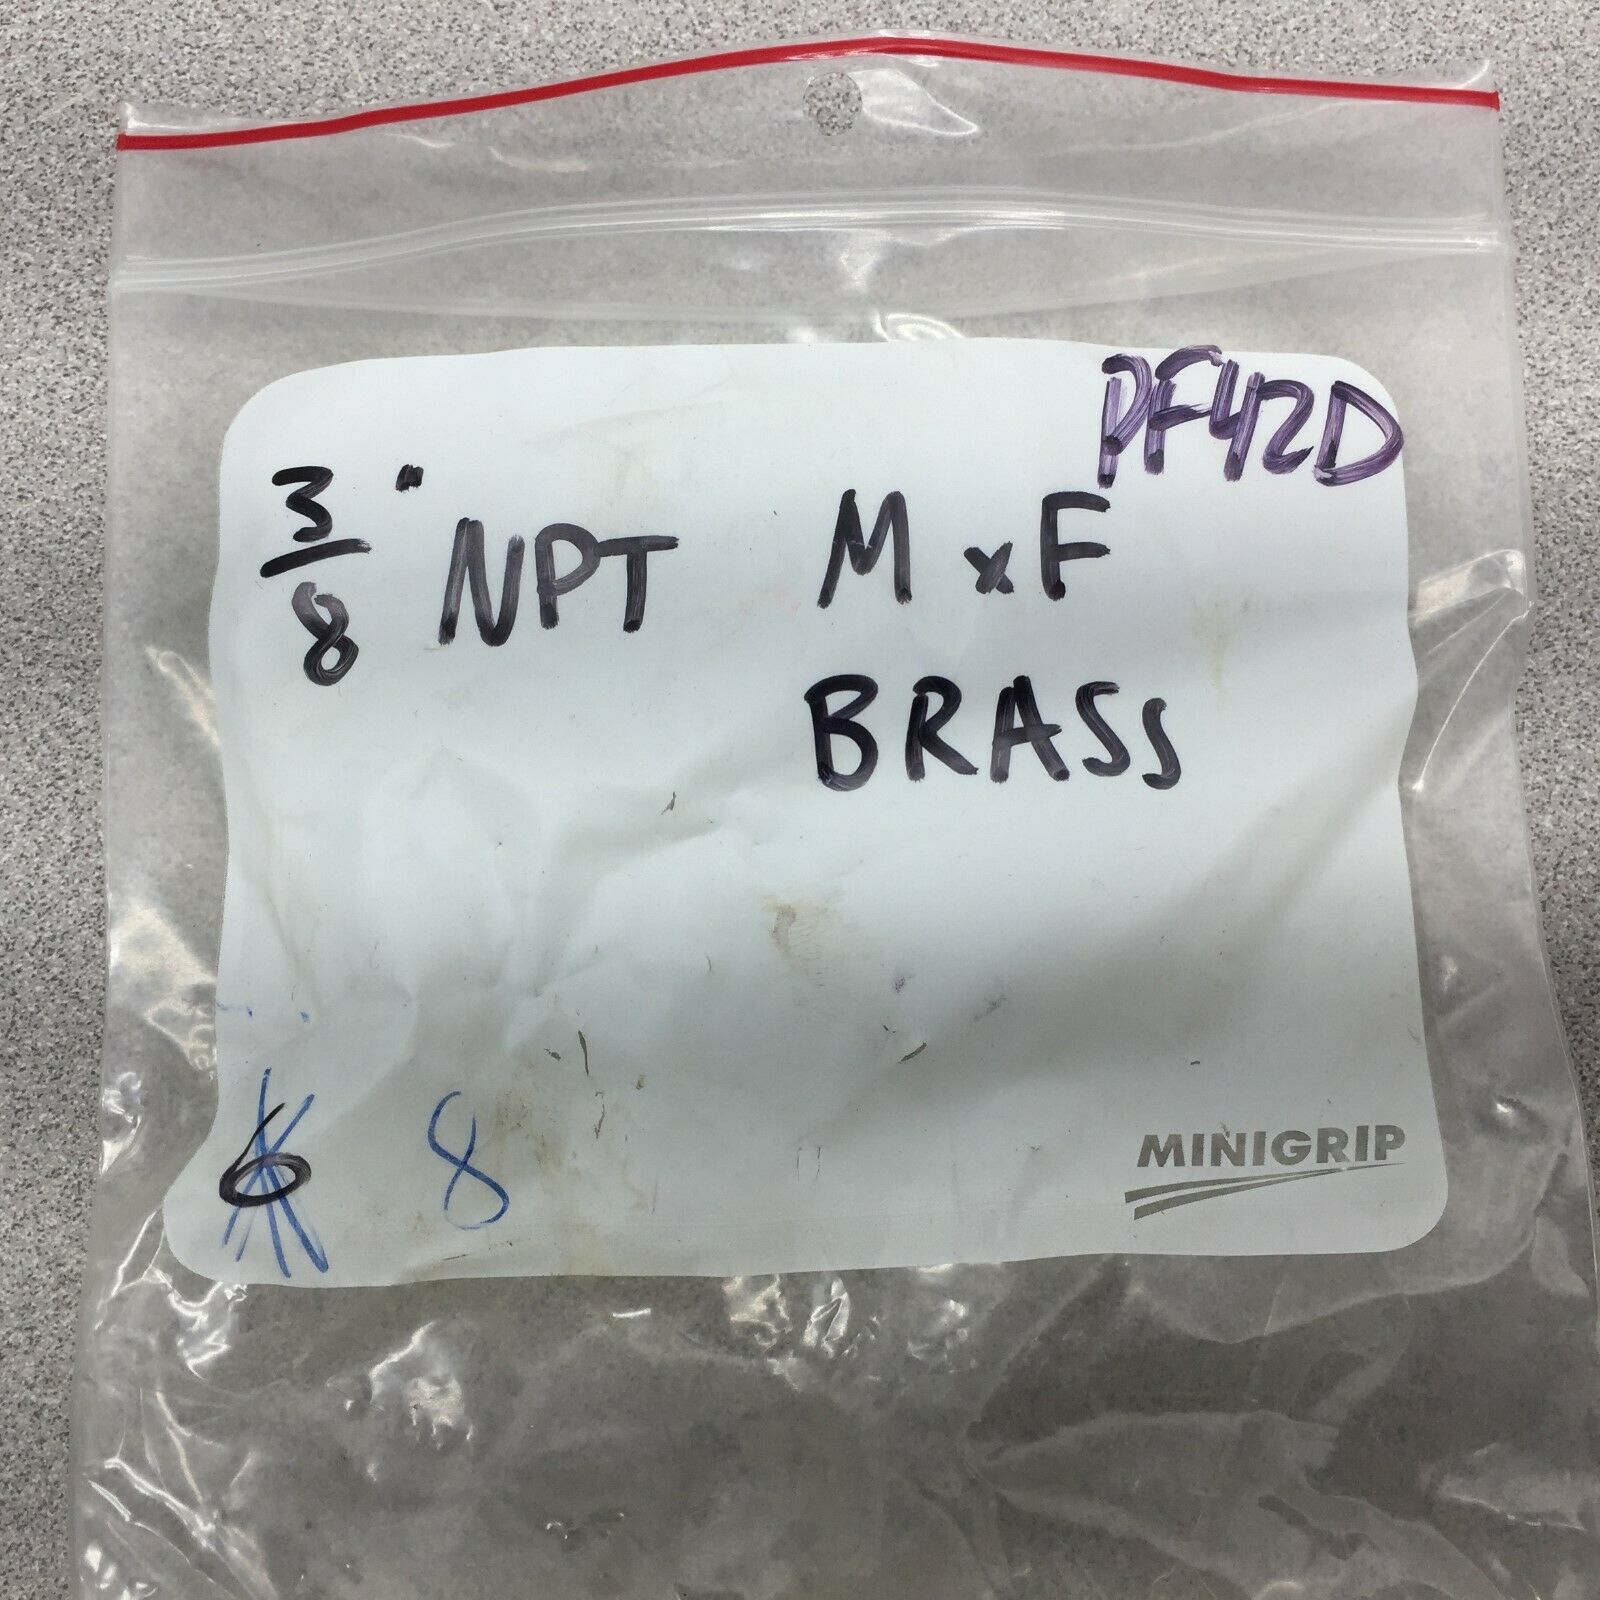 PF42D
3/8" NPT M x F
BRASS
6 8
MINIGRIP